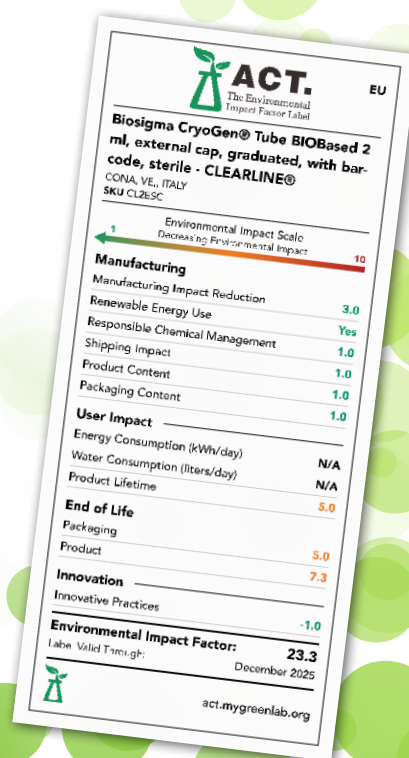 ACT.
EU
The Environmental
Impact Factor Label
Biosigma CryoGen® Tube BIOBased 2
ml, external cap, graduated, with bar-
code, sterile - CLEARLINE®
CONA, VE,, ITALY
SKU CL2ESC
Environmental Impact Scale
1 Decreasing Environmental Impact 10
Manufacturing
Manufacturing Impact Reduction 3.0
Renewable Energy Use Yes
Responsible Chemical Management 1.0
Shipping Impact 1.0
Product Content 1.0
Packaging Content 1.0
User Impact
Energy Consumption (kWh/day) N/A
Water Consumption (liters/day) N/A
Product Lifetime 5.0
End of Life
Packaging 5.0
Product 7.3
Innovation
Innovative Practices -1.0
Environmental Impact Factor: 23.3
Label Valid Through: December 2025
act.mygreenlab.org